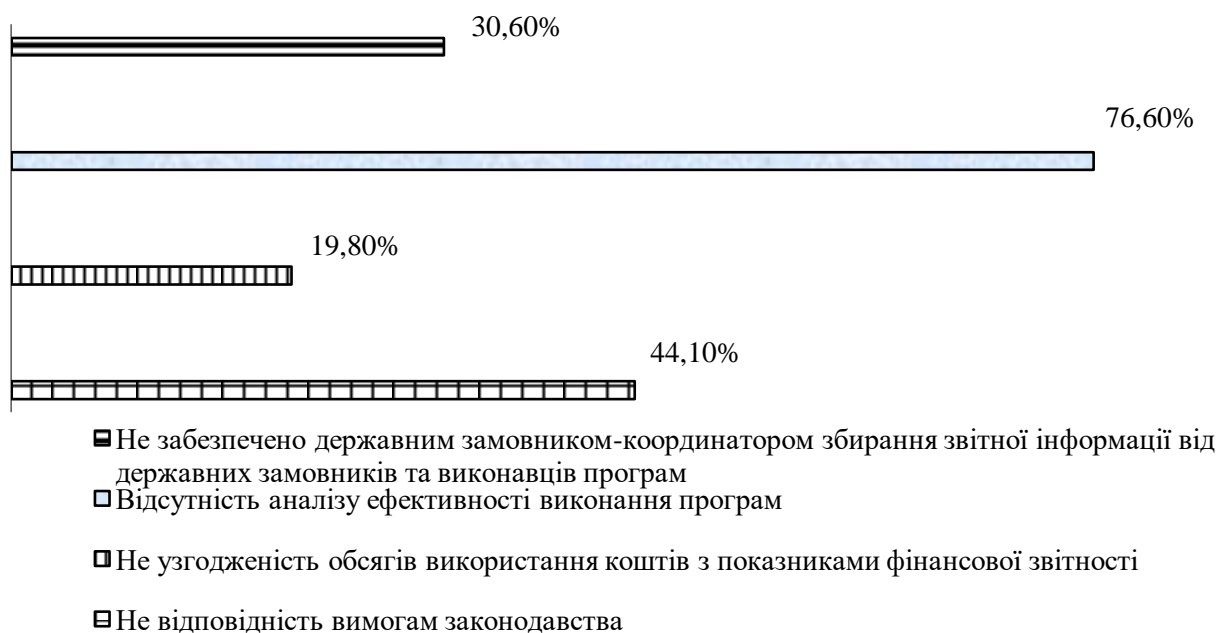 30,60%
76,60%
19,80%
44,10%
Не забезпечено державним замовником-координатором збирання звітної інформації від
державних замовників та виконавців програм
Відсутність аналізу ефективності виконання програм
Не узгодженість обсягів використання коштів з показниками фінансової звітності
Не відповідність вимогам законодавства